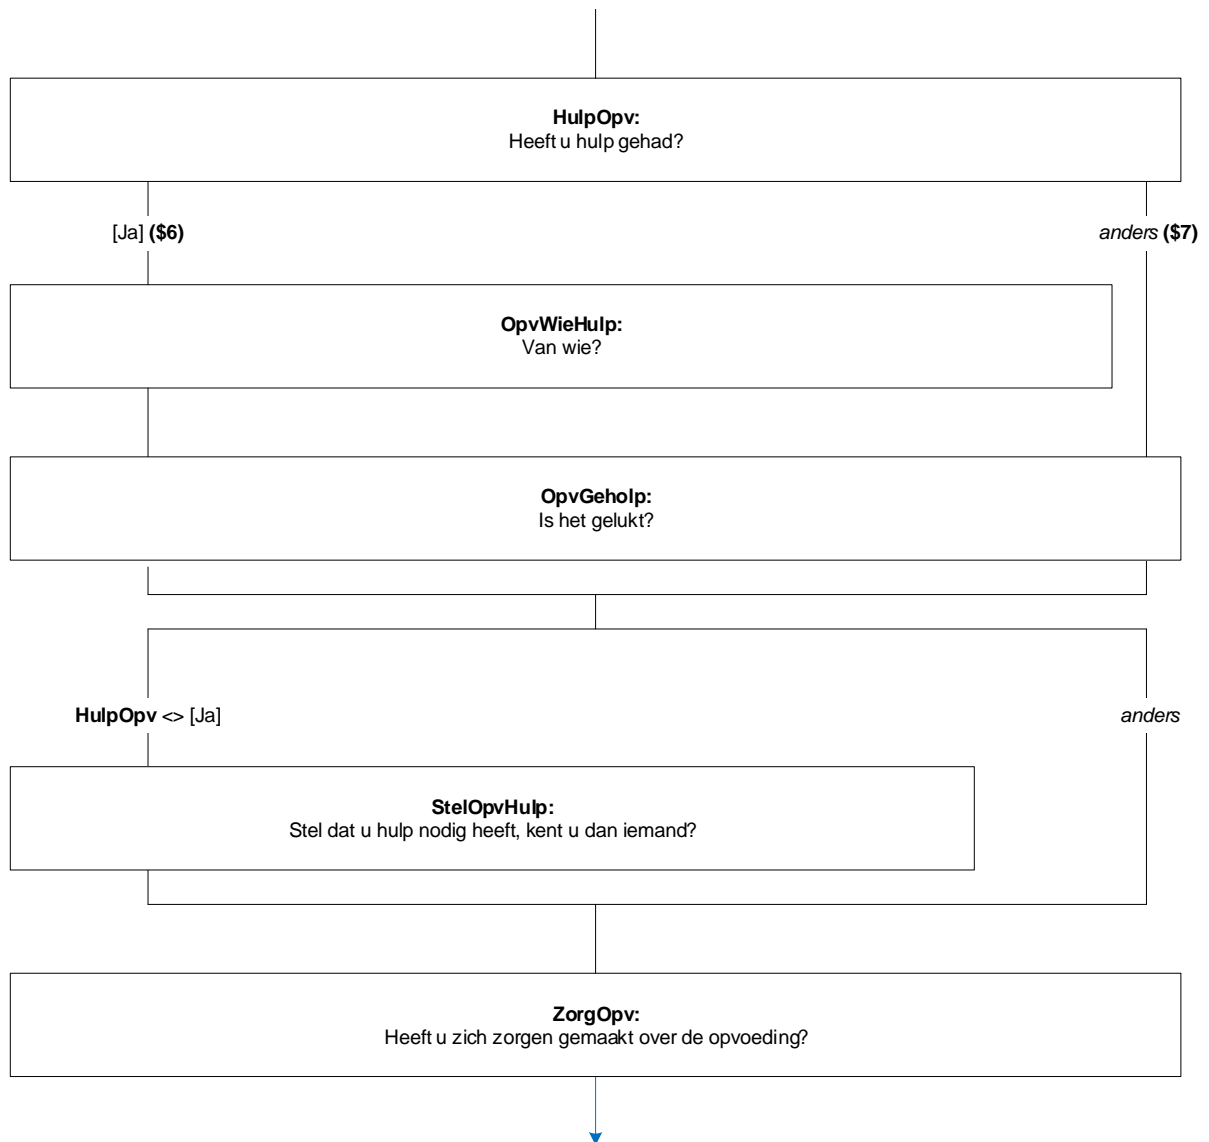 HulpOpv:
Heeft u hulp gehad?
[Ja] ($6)
anders ($7)
OpvWieHulp:
Van wie?
OpvGeholp:
Is het gelukt?
HulpOpv <> [Ja]
anders
StelOpvHulp:
Stel dat u hulp nodig heeft, kent u dan iemand?
ZorgOpv:
Heeft u zich zorgen gemaakt over de opvoeding?